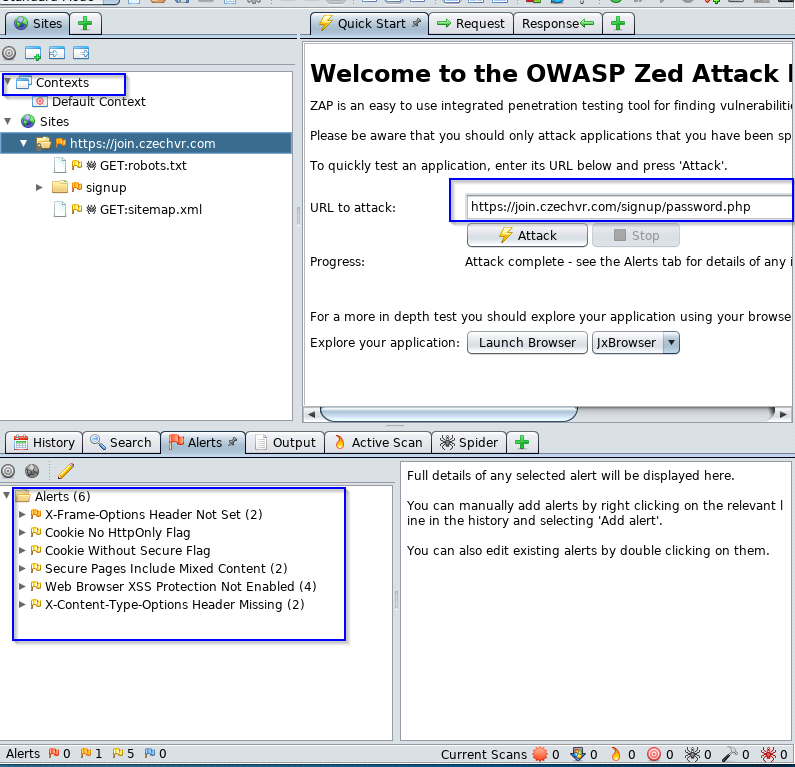 Sites
Quick Start
Request
Response
Contexts
Default Context
Sites
https://join.czechvr.com
GET:robots.txt
signup
GET:sitemap.xml
Welcome to the OWASP Zed Attack
ZAP is an easy to use integrated penetration testing tool for finding
Please be aware that you should only attack applications that you have been
To quickly test an application, enter its URL below and press 'Attack'.
URL to attack: https://join.czechvr.com/signup/password.php
Attack Stop
Progress: Attack complete - see the Alerts tab for details of any
For a more in depth test you should explore your application using your
Explore your application: Launch Browser JxBrowser
History Search Alerts Output Active Scan Spider
Alerts (6)
X-Frame-Options Header Not Set (2)
Cookie No HttpOnly Flag
Cookie Without Secure Flag
Secure Pages Include Mixed Content (2)
Web Browser XSS Protection Not Enabled (4)
X-Content-Type-Options Header Missing (2)
Full details of any selected alert will be displayed here.
You can manually add alerts by right clicking on the relevant l
ine in the history and selecting 'Add alert'.
You can also edit existing alerts by double clicking on them.
Alerts 0 1 5 0 Current Scans 0 0 0 0 0 0 0